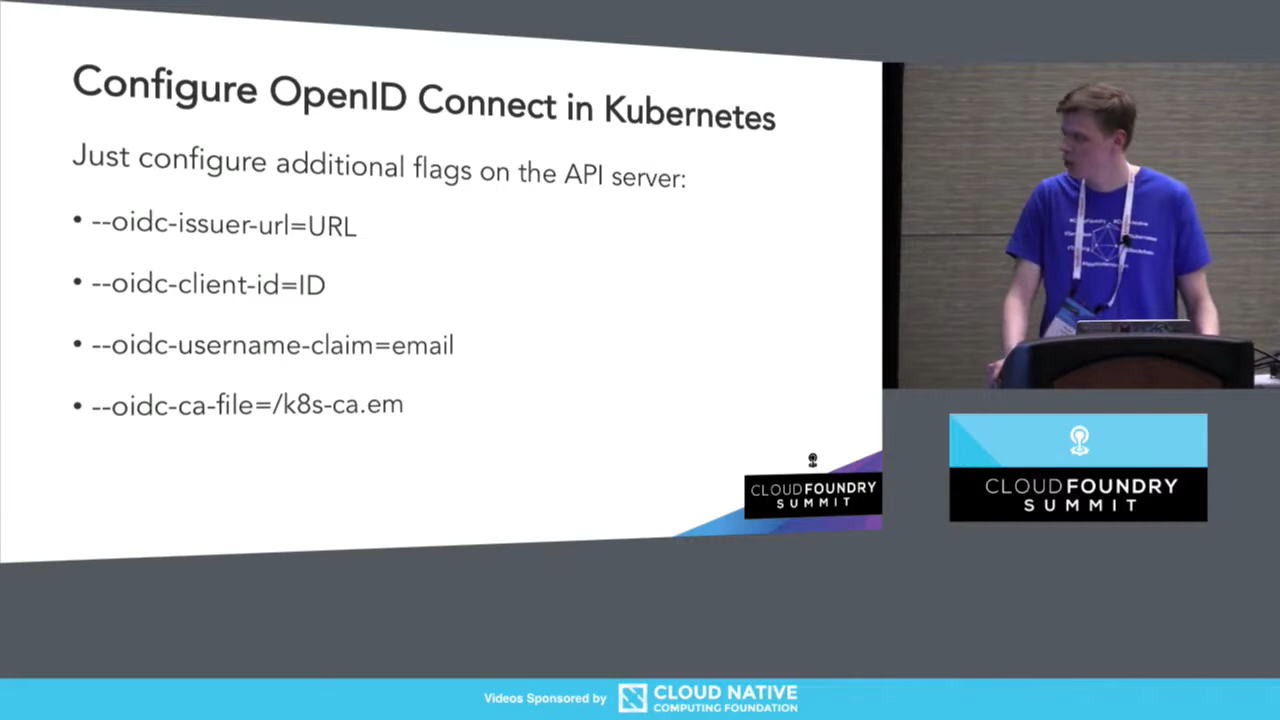 Configure OpenID Connect in Kubernetes
Just configure additional flags on the API server:
• --oidc-issuer-url=URL
• --oidc-client-id=ID
• --oidc-username-claim=email
• --oidc-ca-file=/k8s-ca.em
CLOUDFOUNDRY
SUMMIT
CLOUDFOUNDRY
SUMMIT
Videos Sponsored by
CLOUD NATIVE
COMPUTING FOUNDATION